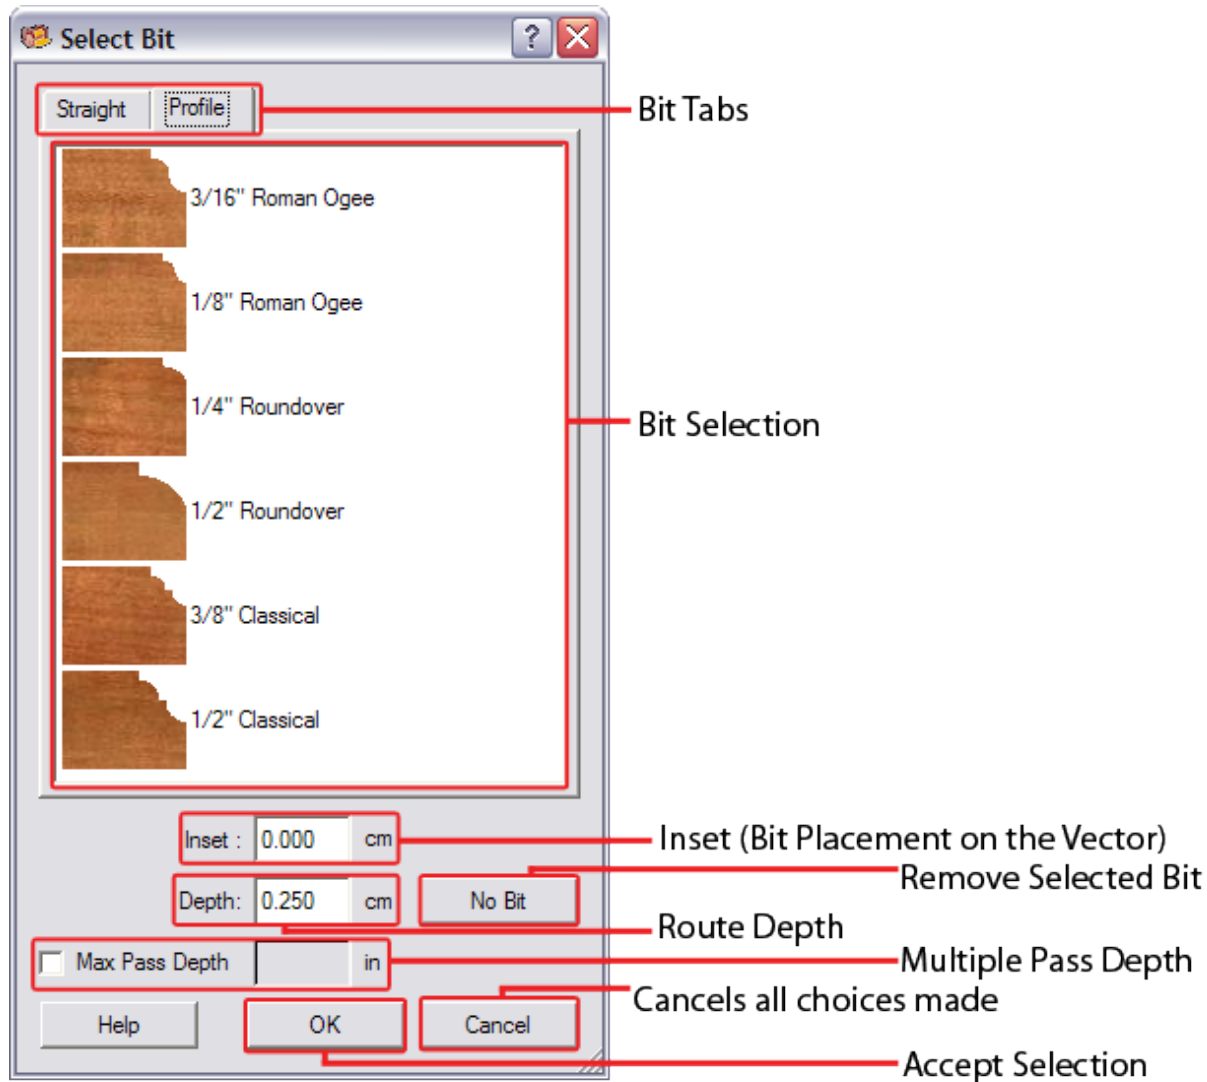 Select Bit
?
Straight Profile
Bit Tabs
3/16" Roman Ogee
1/8" Roman Ogee
1/4" Roundover
Bit Selection
1/2" Roundover
3/8" Classical
1/2" Classical
Inset : 0.000 cm
Inset (Bit Placement on the Vector)
Remove Selected Bit
Depth: 0.250 cm No Bit
Route Depth
Max Pass Depth in
Multiple Pass Depth
Cancels all choices made
Help OK Cancel
Accept Selection